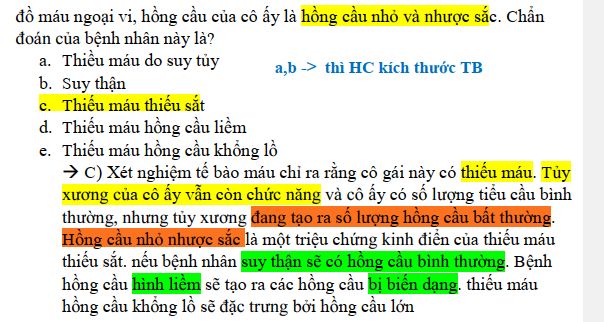 đồ máu ngoại vi, hồng cầu của cô ấy là hồng cầu nhỏ và nhược sắc. Chẩn
đoán của bệnh nhân này là?
a. Thiều máu do suy tủy
a,b -> thì HC kích thước TB
b. Suy thận
c. Thiếu máu thiếu sắt
d. Thiếu máu hồng cầu liềm
e. Thiếu máu hồng cầu khổng lồ
→ C) Xét nghiệm tế bào máu chỉ ra rằng cô gái này có thiếu máu. Tủy
xương của cô ấy vẫn còn chức năng và cô ấy có số lượng tiểu cầu bình
thường, nhưng tủy xương đang tạo ra số lượng hồng cầu bất thường.
Hồng cầu nhỏ nhược sắc là một triệu chứng kinh điển của thiếu máu
thiếu sắt. nếu bệnh nhân suy thận sẽ có hồng cầu bình thường. Bệnh
hồng cầu hình liềm sẽ tạo ra các hồng cầu bị biến dạng. thiếu máu
hồng cầu khổng lồ sẽ đặc trưng bởi hồng cầu lớn